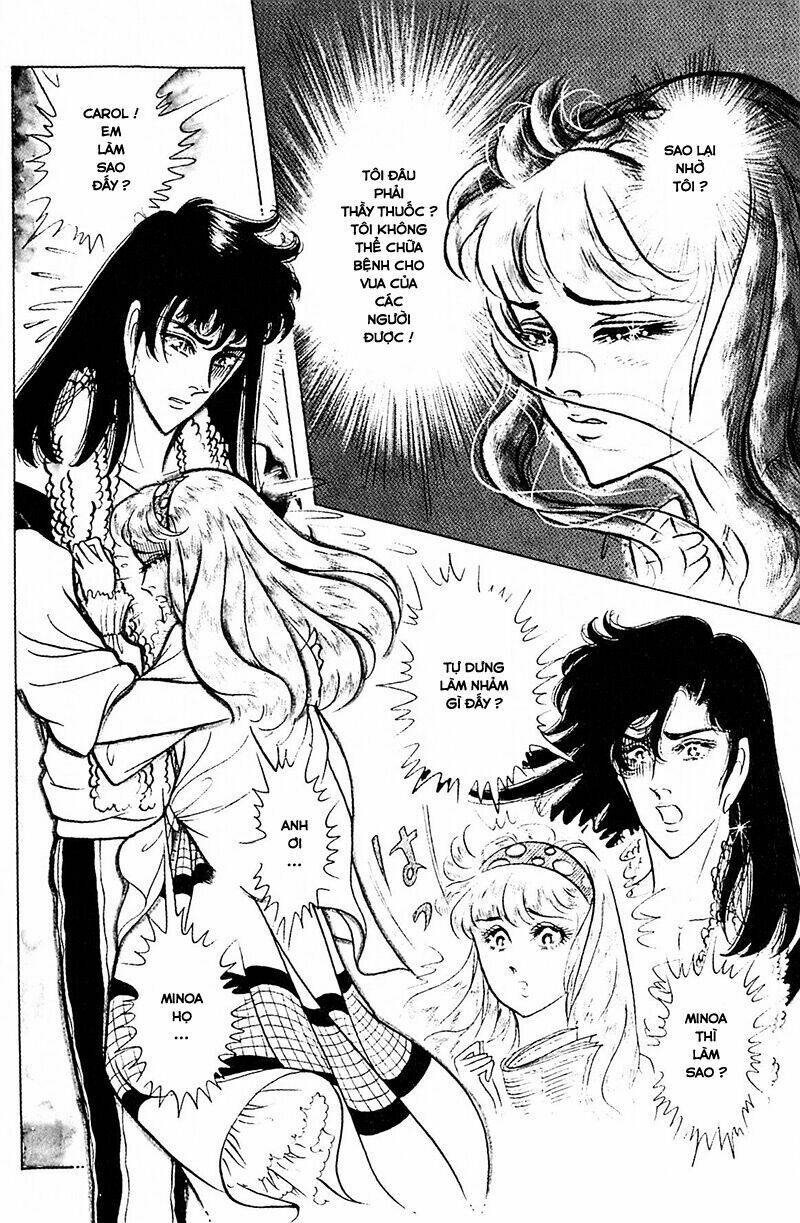 CAROL !
EM
LÀM
SAO
ĐẤY ?
SAO LẠI
NHỜ
TÔI ?
TÔI ĐÂU
PHẢI
THẦY THUỐC ?
TÔI KHÔNG
THỂ CHỮA
BỆNH CHO
VUA CỦA
CÁC
NGƯỜI
ĐƯỢC !
TỰ DƯNG
LÀM NHẢM
GÌ ĐẤY ?
ANH
ƠI
...
MINOA
HỌ
...
はっ
MINOA
THÌ
LÀM
SAO ?